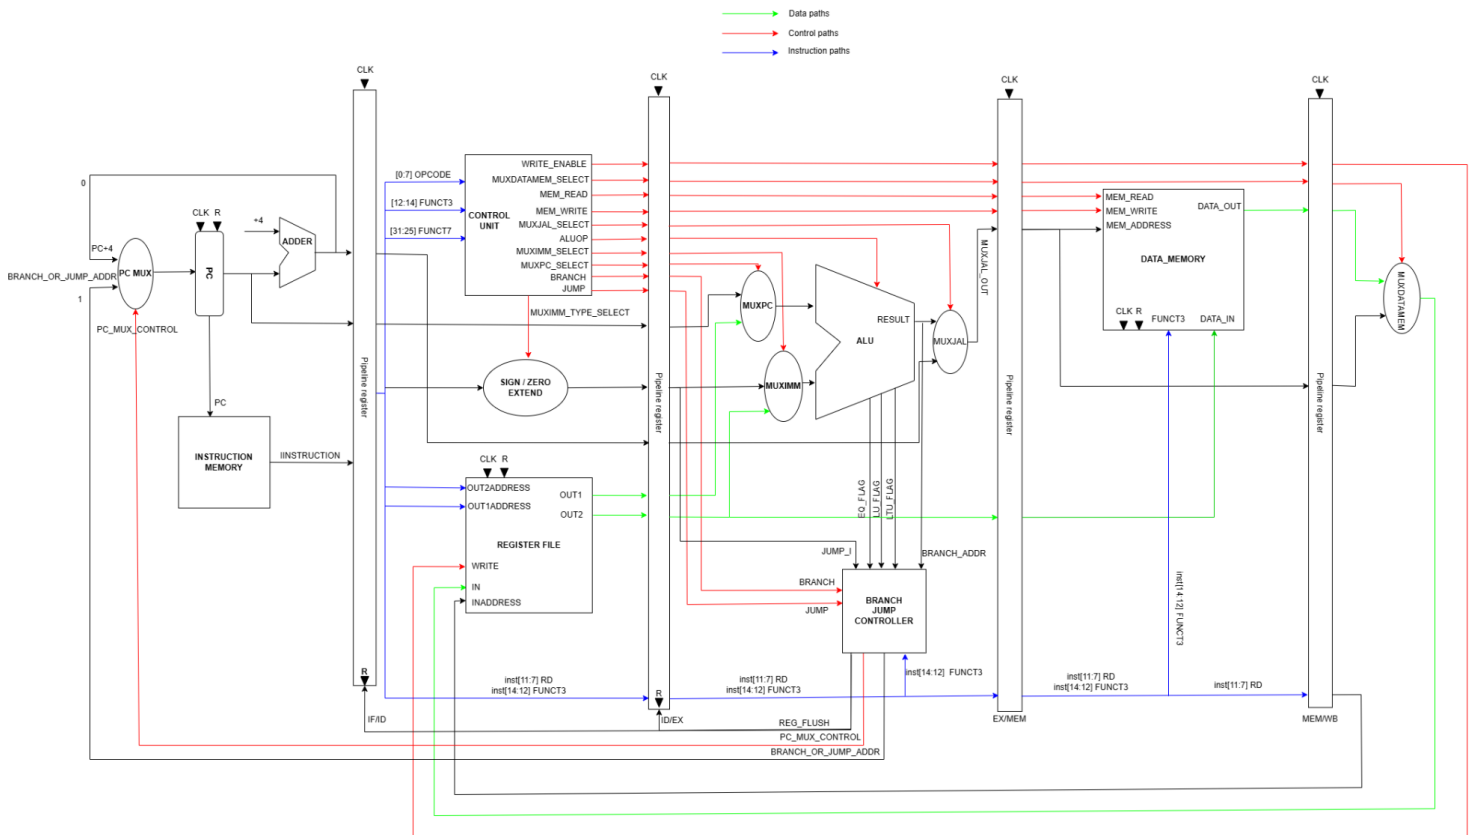 Data paths
Control paths
Instruction paths
CLK
CLK
CLK
CLK
0
PC+4
BRANCH_OR_JUMP_ADDR
1
PC MUX
PC_MUX_CONTROL
CLK R
PC
+4
ADDER
PC
INSTRUCTION
MEMORY
IINSTRUCTION
Pipeline register
R
IF/ID
[0:7] OPCODE
[12:14] FUNCT3
[31:25] FUNCT7
CONTROL
UNIT
WRITE_ENABLE
MUXDATAMEM_SELECT
MEM_READ
MEM_WRITE
MUXJAL_SELECT
ALUOP
MUXIMM_SELECT
MUXPC_SELECT
BRANCH
JUMP
MUXIMM_TYPE_SELECT
SIGN / ZERO
EXTEND
CLK R
OUT2ADDRESS
OUT1ADDRESS
OUT1
OUT2
REGISTER FILE
WRITE
IN
INADDRESS
inst[11:7] RD
inst[14:12] FUNCT3
Pipeline register
R
ID/EX
MUXPC
MUXIMM
ALU
RESULT
MUXJAL
MUXJAL_OUT
EQ_FLAG
LU_FLAG
LTU_FLAG
JUMP_I
BRANCH_ADDR
BRANCH
JUMP
BRANCH
JUMP
CONTROLLER
inst[11:7] RD
inst[14:12] FUNCT3
inst[14:12] FUNCT3
REG_FLUSH
PC_MUX_CONTROL
BRANCH_OR_JUMP_ADDR
Pipeline register
EX/MEM
MEM_READ
MEM_WRITE
MEM_ADDRESS
DATA_OUT
DATA_MEMORY
CLK R
FUNCT3
DATA_IN
inst[14:12] FUNCT3
inst[11:7] RD
inst[14:12] FUNCT3
inst[11:7] RD
Pipeline register
MEM/WB
MUXDATAMEM